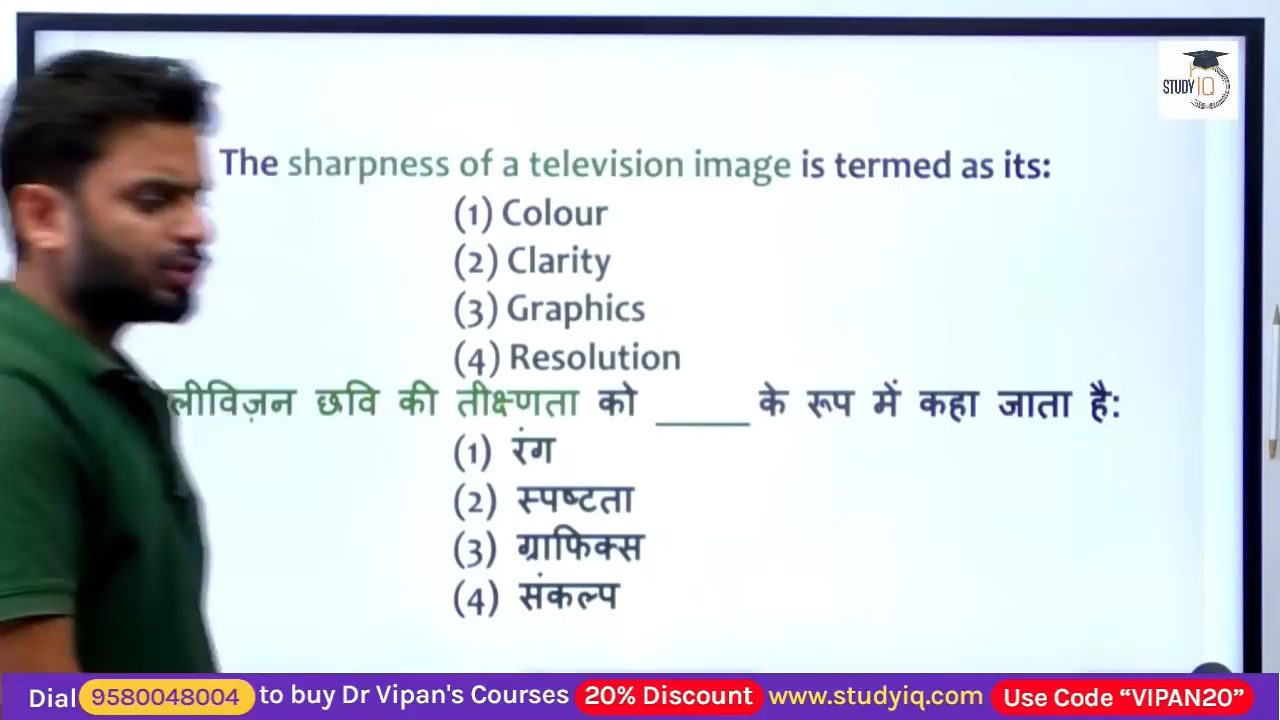 STUDY IQ
The sharpness of a television image is termed as its:
(1) Colour
(2) Clarity
(3) Graphics
(4) Resolution
छवि की तीक्ष्णता को _____ के रूप में कहा जाता है:
(1) रंग
(2) स्पष्टता
(3) ग्राफिक्स
(4) संकल्प
Dial 9580048004 to buy Dr Vipan's Courses 20% Discount www.studyiq.com Use Code “VIPAN20”